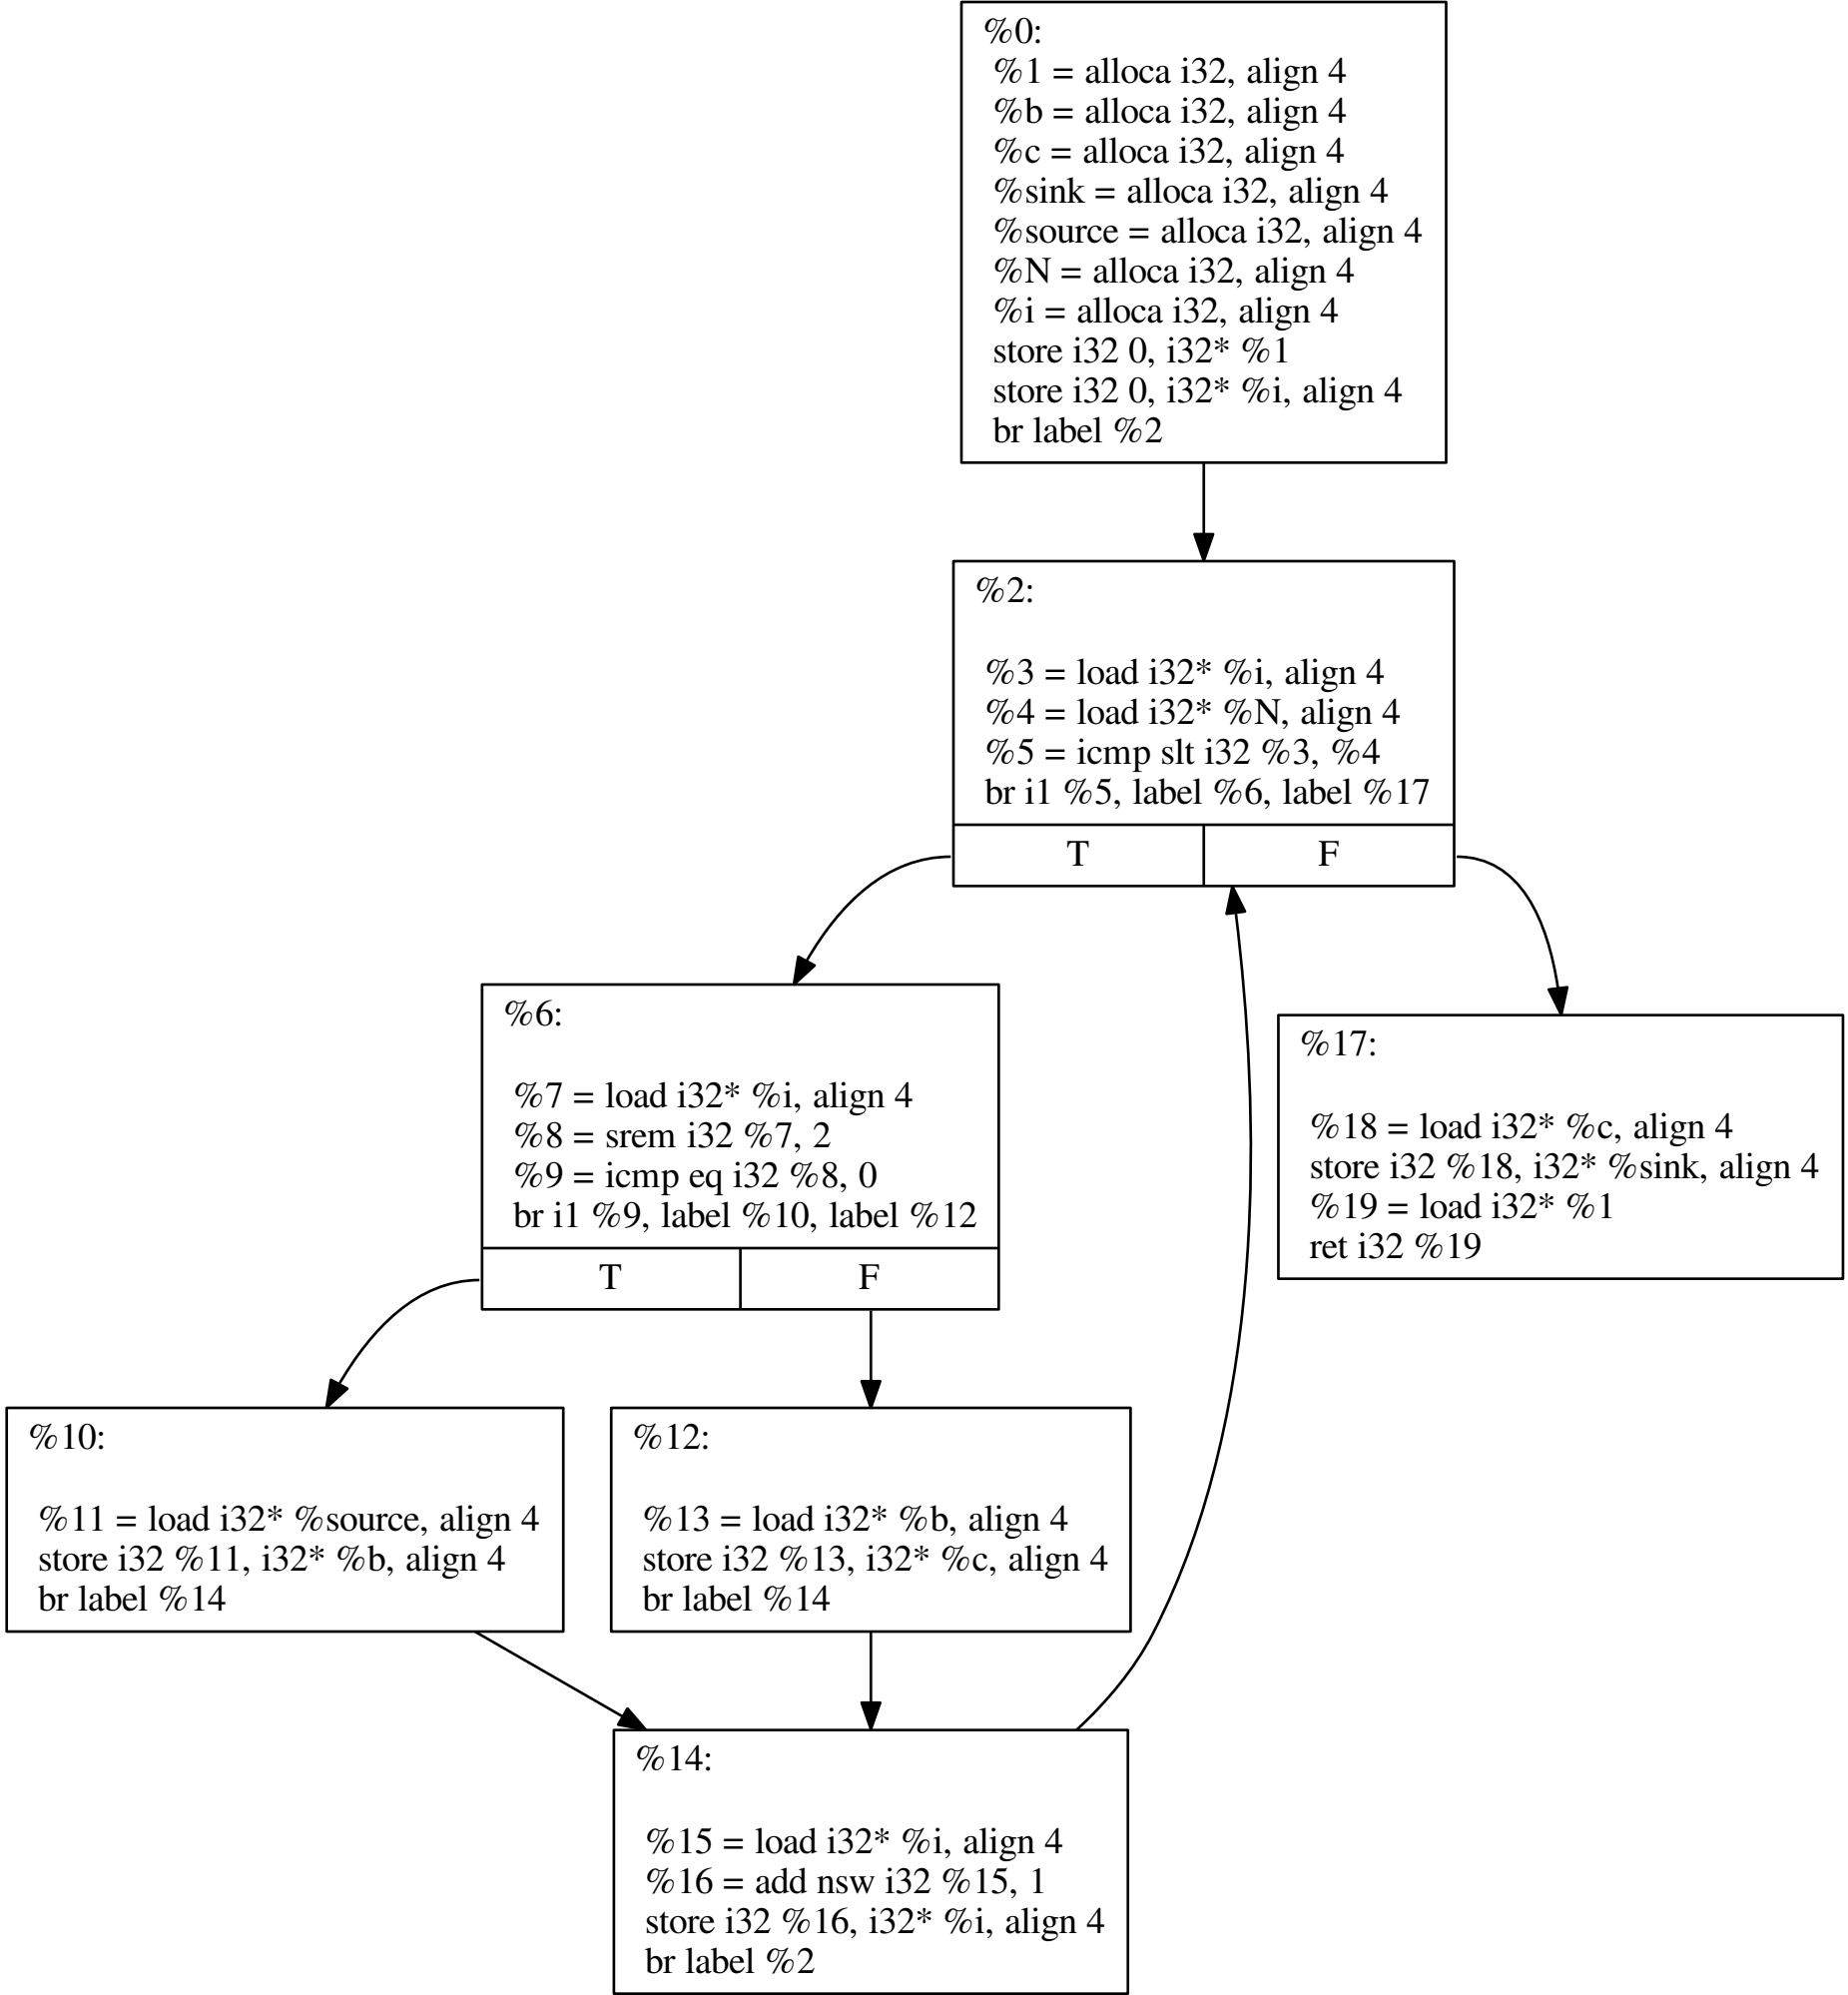 %0:
%1 = alloca i32, align 4
%b = alloca i32, align 4
%c = alloca i32, align 4
%sink = alloca i32, align 4
%source = alloca i32, align 4
%N = alloca i32, align 4
%i = alloca i32, align 4
store i32 0, i32* %1
store i32 0, i32* %i, align 4
br label %2
%2:
%3 = load i32* %i, align 4
%4 = load i32* %N, align 4
%5 = icmp slt i32 %3, %4
br i1 %5, label %6, label %17
T
F
%6:
%7 = load i32* %i, align 4
%8 = srem i32 %7, 2
%9 = icmp eq i32 %8, 0
br i1 %9, label %10, label %12
T
F
%17:
%18 = load i32* %c, align 4
store i32 %18, i32* %sink, align 4
%19 = load i32* %1
ret i32 %19
%10:
%11 = load i32* %source, align 4
store i32 %11, i32* %b, align 4
br label %14
%12:
%13 = load i32* %b, align 4
store i32 %13, i32* %c, align 4
br label %14
%14:
%15 = load i32* %i, align 4
%16 = add nsw i32 %15, 1
store i32 %16, i32* %i, align 4
br label %2